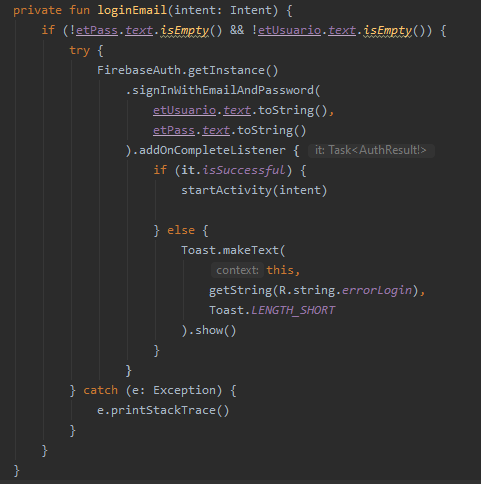 private fun loginEmail(intent: Intent) {
if (!etPass.text.isEmpty() && !etUsuario.text.isEmpty()) {
try {
FirebaseAuth.getInstance()
.signInWithEmailAndPassword(
etUsuario.text.toString(),
etPass.text.toString()
).addOnCompleteListener { it: Task<AuthResult!>
if (it.isSuccessful) {
startActivity(intent)
} else {
Toast.makeText(
context: this,
getString(R.string.errorLogin),
Toast.LENGTH_SHORT
).show()
}
}
} catch (e: Exception) {
e.printStackTrace()
}
}
}